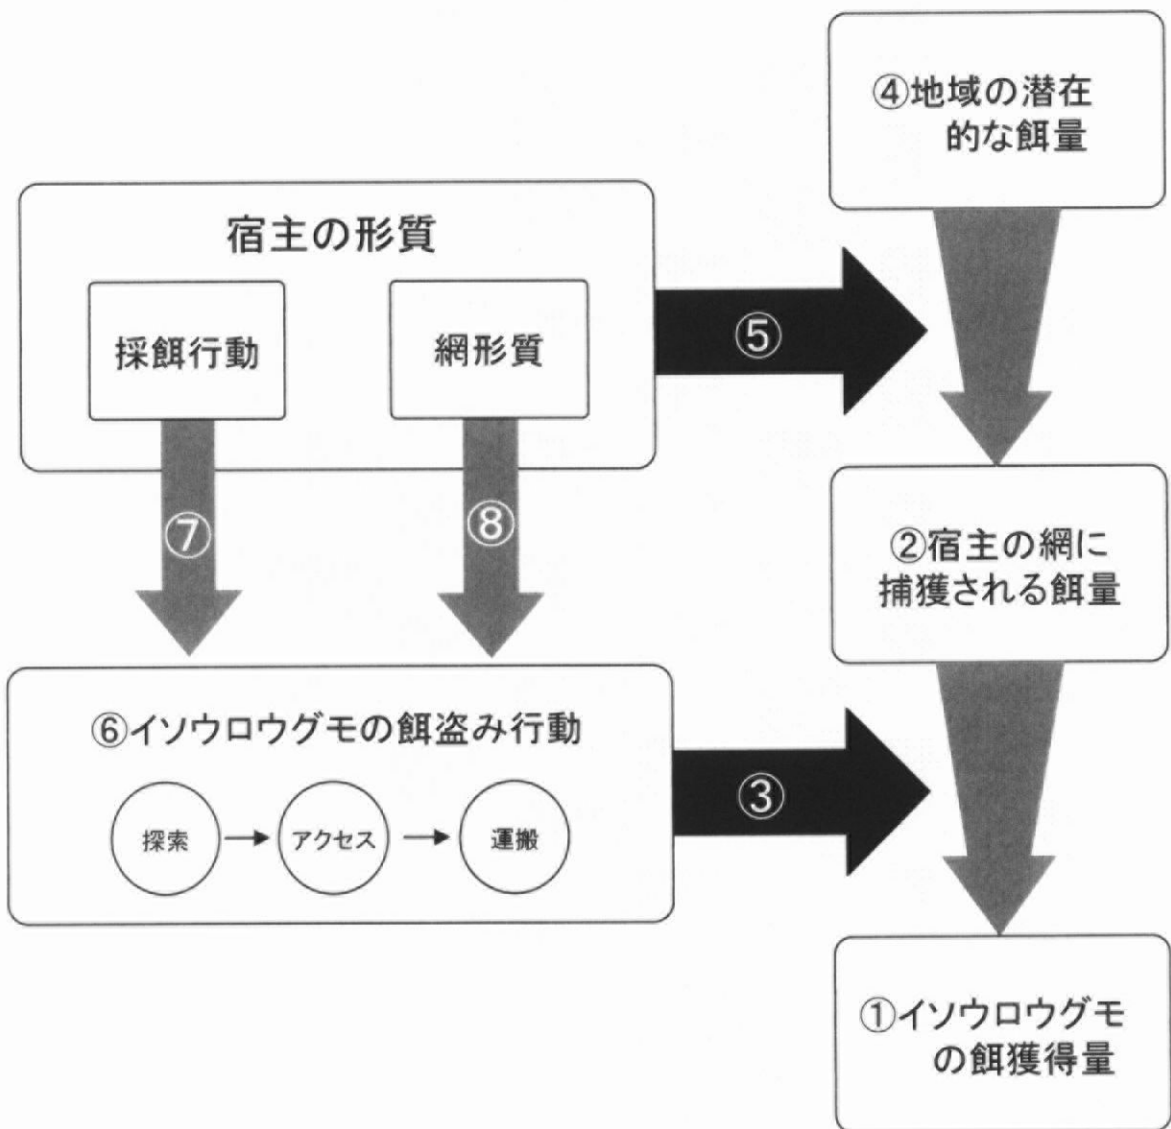 ④地域の潜在
的な餌量
宿主の形質
採餌行動
網形質
⑤
⑦
⑧
②宿主の網に
捕獲される餌量
⑥イソウロウグモの餌盗み行動
探索
アクセス
運搬
③
①イソウロウグモ
の餌獲得量